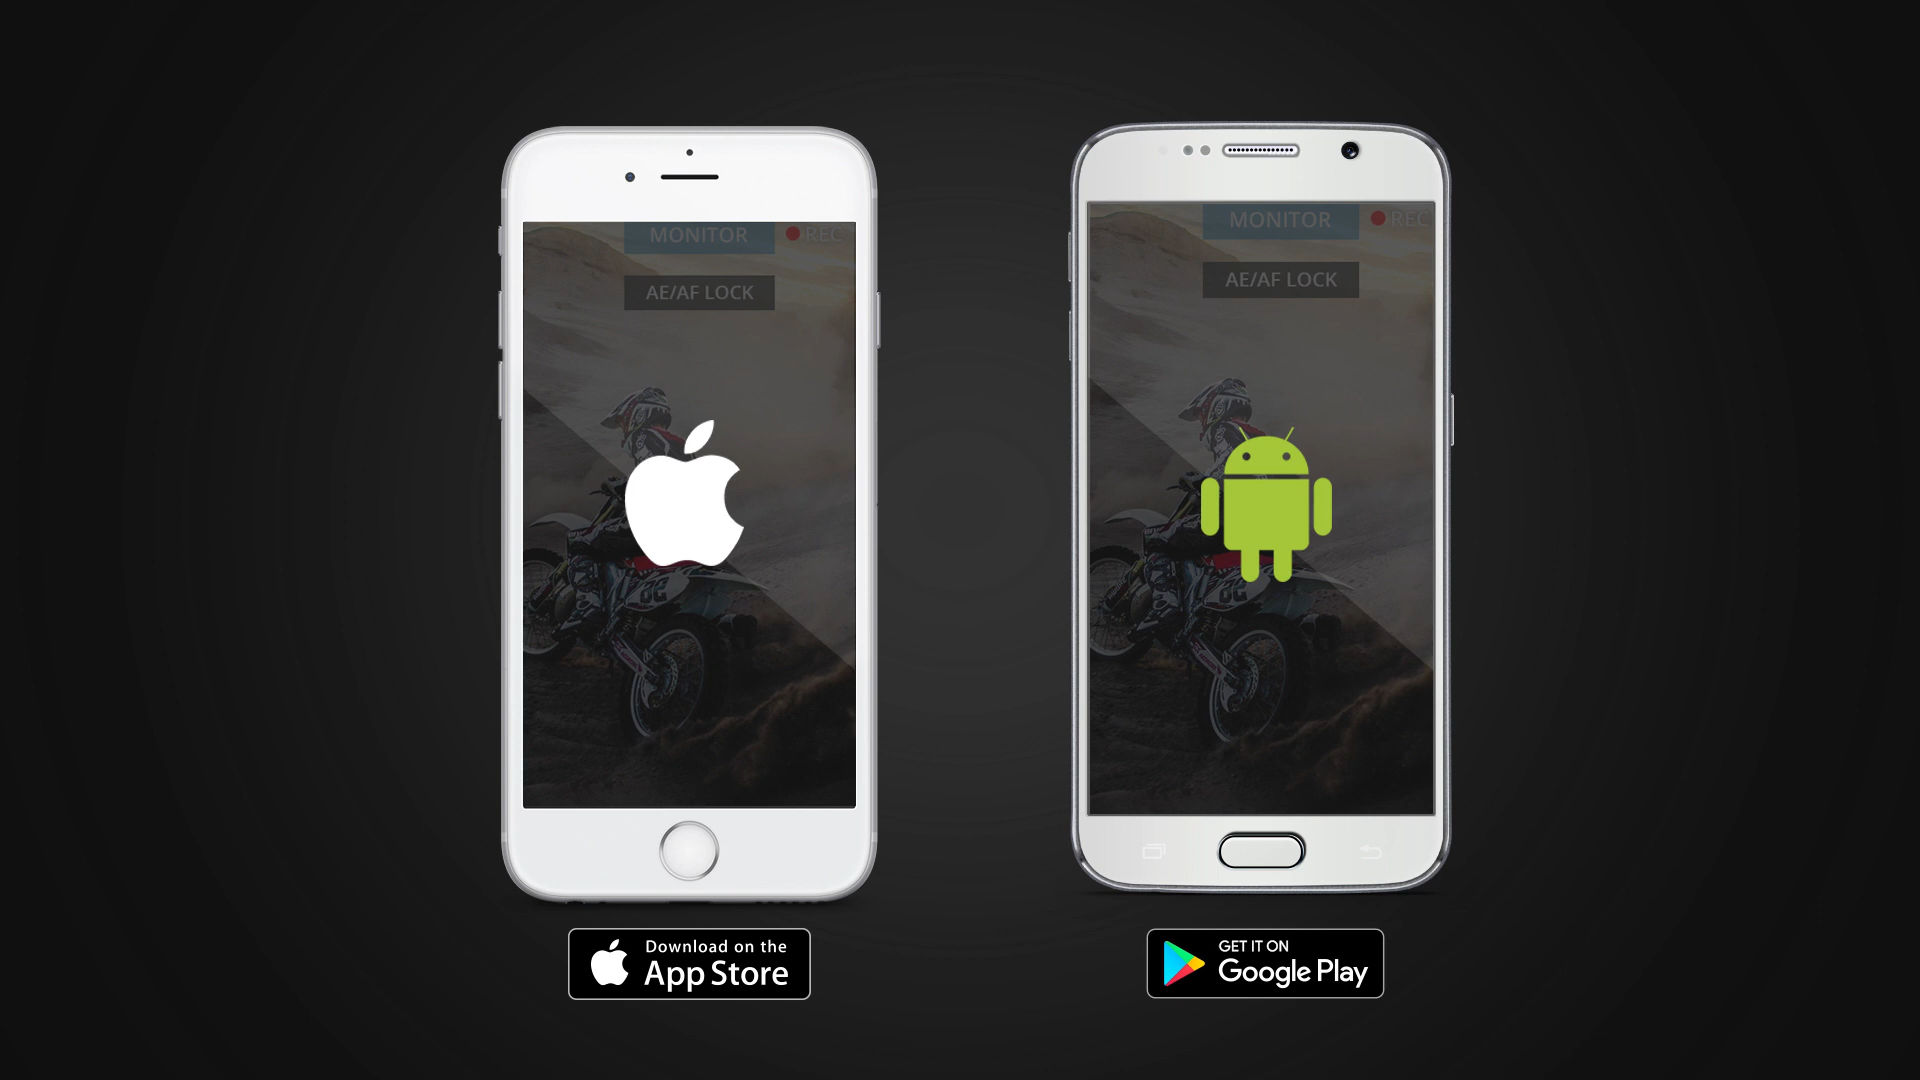 MONITOR
REC
AE/AF LOCK
MONITOR
REC
AE/AF LOCK
Download on the
App Store
GET IT ON
Google Play